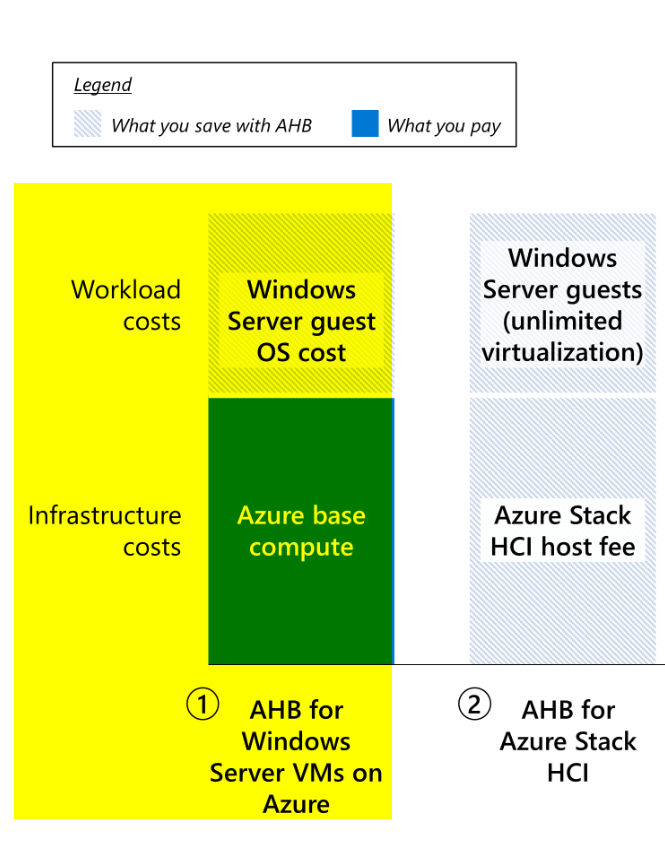 Legend
What you save with AHB
What you pay
Workload
costs
Windows
Server guest
OS cost
Windows
Server guests
(unlimited
virtualization)
Infrastructure
costs
Azure base
compute
Azure Stack
HCI host fee
1
AHB for
Windows
Server VMs on
Azure
2
AHB for
Azure Stack
HCI